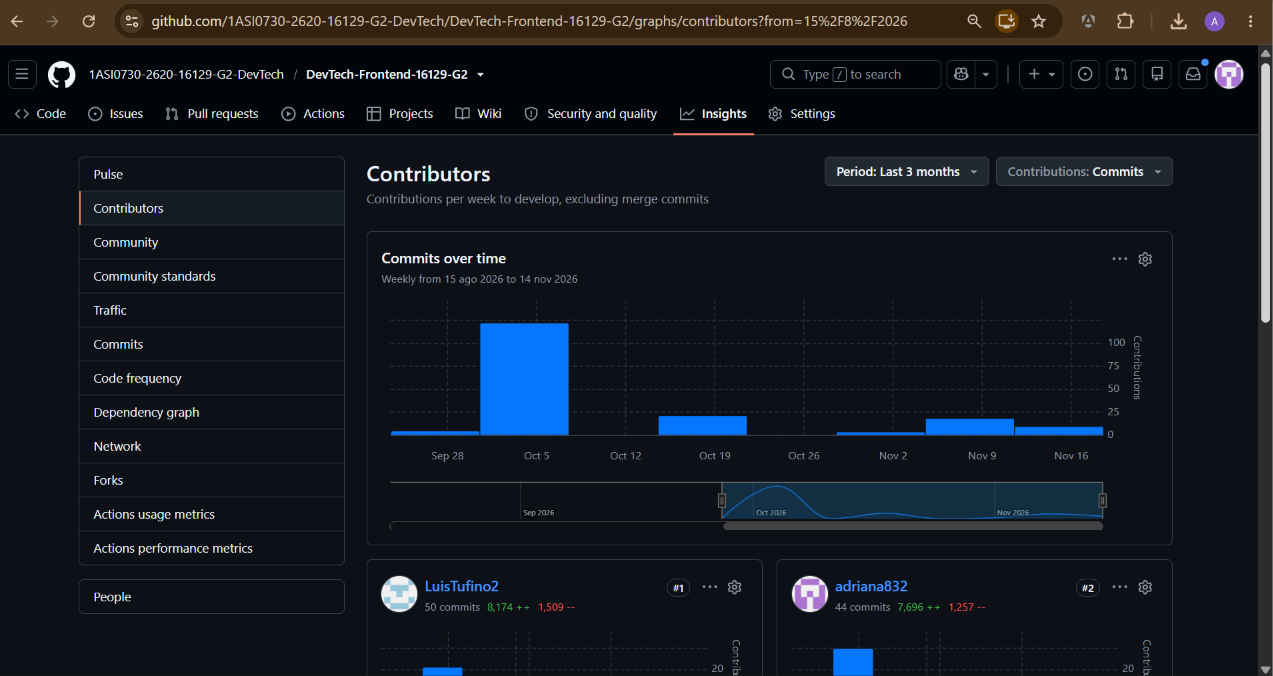 github.com/1ASI0730-2620-16129-G2-DevTech/DevTech-Frontend-16129-G2/graphs/contributors?from=15%2F8%2F2026
A
1ASI0730-2620-16129-G2-DevTech / DevTech-Frontend-16129-G2
Type / to search
Code
Issues
Pull requests
Actions
Projects
Wiki
Security and quality
Insights
Settings
Pulse
Contributors
Community
Community standards
Traffic
Commits
Code frequency
Dependency graph
Network
Forks
Actions usage metrics
Actions performance metrics
People
Contributors
Period: Last 3 months
Contributions: Commits
Contributions per week to develop, excluding merge commits
Commits over time
Weekly from 15 ago 2026 to 14 nov 2026
100
75
50
25
0
Contributions
Sep 28
Oct 5
Oct 12
Oct 19
Oct 26
Nov 2
Nov 9
Nov 16
Sep 2026
Oct 2026
Nov 2026
LuisTufino2
#1
50 commits 8,174 ++ 1,509 --
20
adriana832
#2
44 commits 7,696 ++ 1,257 --
20